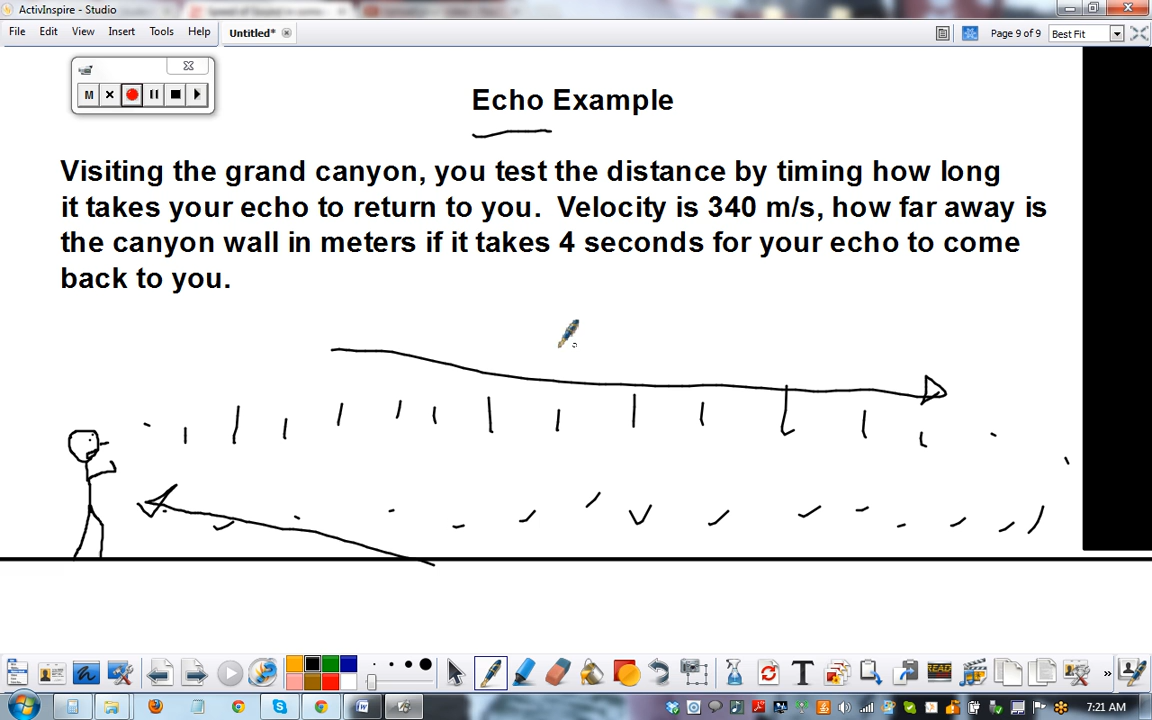 ActivInspire - Studio
File Edit View Insert Tools Help Untitled* Page 9 of 9 Best Fit
M
Echo Example
Visiting the grand canyon, you test the distance by timing how long
it takes your echo to return to you. Velocity is 340 m/s, how far away is
the canyon wall in meters if it takes 4 seconds for your echo to come
back to you.
7:21 AM